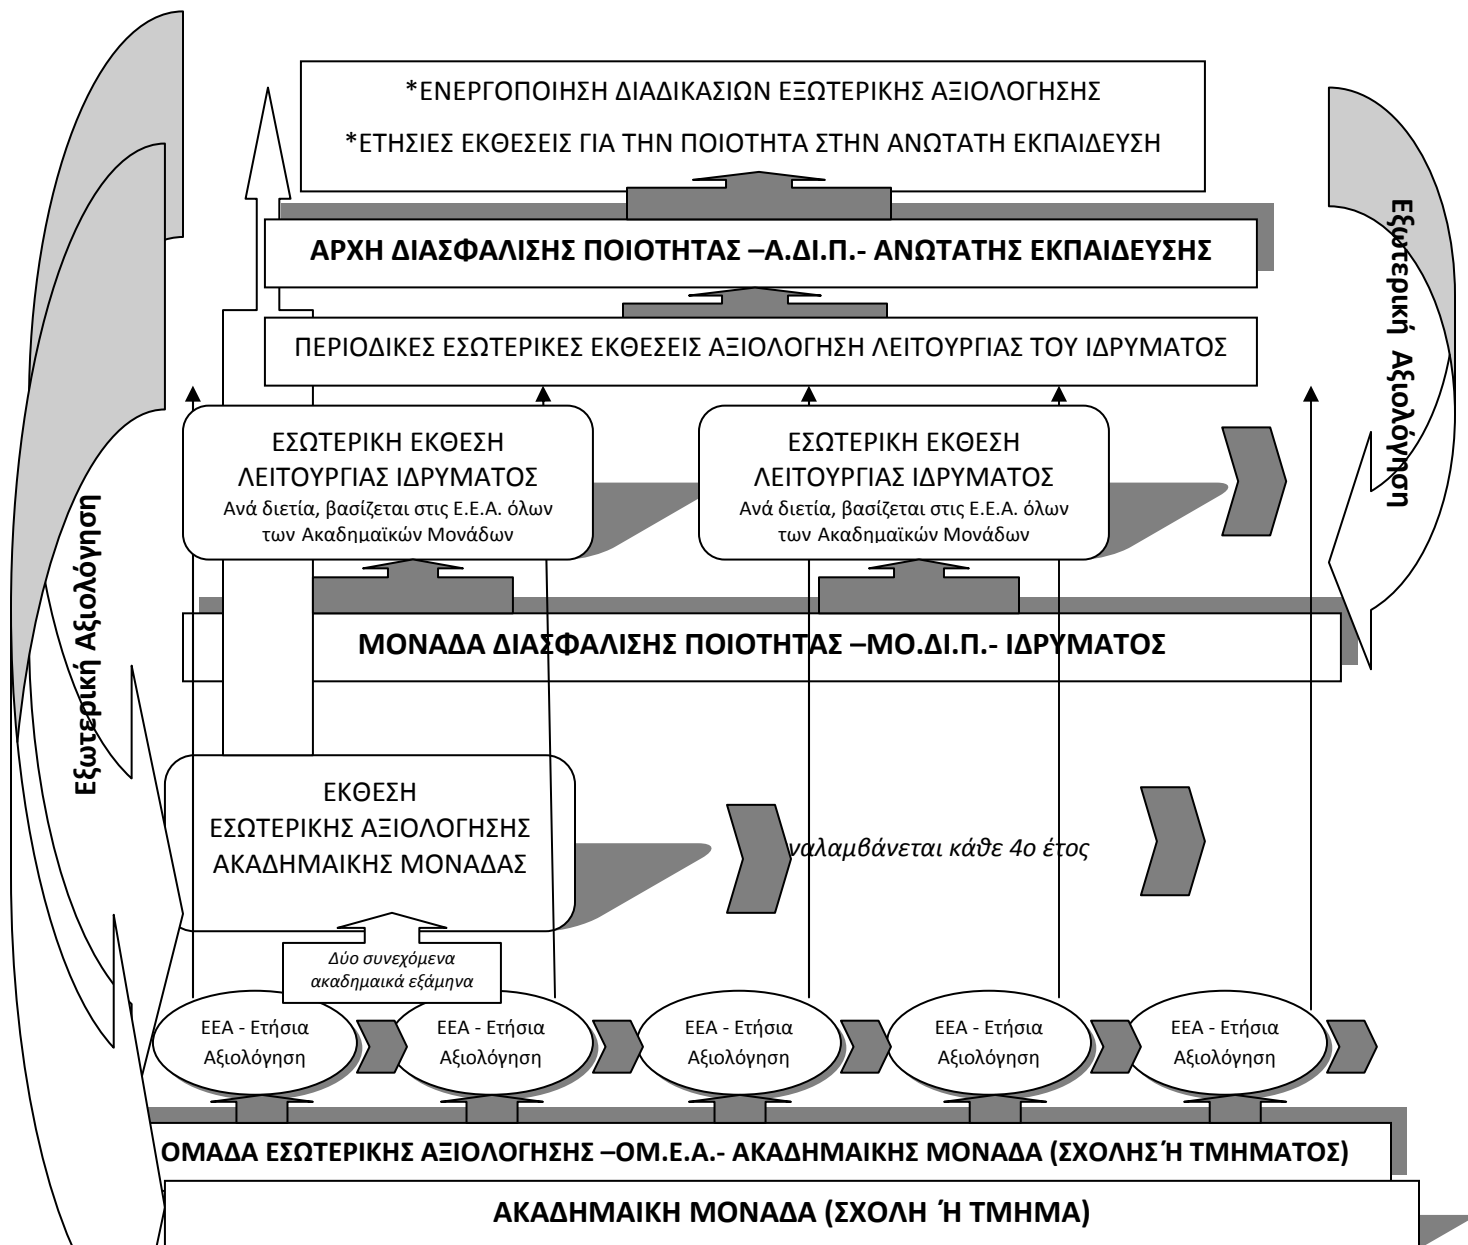 *ΕΝΕΡΓΟΠΟΙΗΣΗ ΔΙΑΔΙΚΑΣΙΩΝ ΕΞΩΤΕΡΙΚΗΣ ΑΞΙΟΛΟΓΗΣΗΣ
*ΕΤΗΣΙΕΣ ΕΚΘΕΣΕΙΣ ΓΙΑ ΤΗΝ ΠΟΙΟΤΗΤΑ ΣΤΗΝ ΑΝΩΤΑΤΗ ΕΚΠΑΙΔΕΥΣΗ
ΑΡΧΗ ΔΙΑΣΦΑΛΙΣΗΣ ΠΟΙΟΤΗΤΑΣ –Α.ΔΙ.Π.- ΑΝΩΤΑΤΗΣ ΕΚΠΑΙΔΕΥΣΗΣ
ΠΕΡΙΟΔΙΚΕΣ ΕΣΩΤΕΡΙΚΕΣ ΕΚΘΕΣΕΙΣ ΑΞΙΟΛΟΓΗΣΗ ΛΕΙΤΟΥΡΓΙΑΣ ΤΟΥ ΙΔΡΥΜΑΤΟΣ
Εξωτερική Αξιολόγηση
ΕΣΩΤΕΡΙΚΗ ΕΚΘΕΣΗ
ΛΕΙΤΟΥΡΓΙΑΣ ΙΔΡΥΜΑΤΟΣ
Ανά διετία, βασίζεται στις Ε.Ε.Α. όλων
των Ακαδημαϊκών Μονάδων
ΕΣΩΤΕΡΙΚΗ ΕΚΘΕΣΗ
ΛΕΙΤΟΥΡΓΙΑΣ ΙΔΡΥΜΑΤΟΣ
Ανά διετία, βασίζεται στις Ε.Ε.Α. όλων
των Ακαδημαϊκών Μονάδων
Εξωτερική Αξιολόγηση
ΜΟΝΑΔΑ ΔΙΑΣΦΑΛΙΣΗΣ ΠΟΙΟΤΗΤΑΣ –ΜΟ.ΔΙ.Π.- ΙΔΡΥΜΑΤΟΣ
ΕΚΘΕΣΗ
ΕΣΩΤΕΡΙΚΗΣ ΑΞΙΟΛΟΓΗΣΗΣ
ΑΚΑΔΗΜΑΙΚΗΣ ΜΟΝΑΔΑΣ
ναλαμβάνεται κάθε 4ο έτος
Δύο συνεχόμενα
ακαδημαικά εξάμηνα
ΕΕΑ - Ετήσια
Αξιολόγηση
ΕΕΑ - Ετήσια
Αξιολόγηση
ΕΕΑ - Ετήσια
Αξιολόγηση
ΕΕΑ - Ετήσια
Αξιολόγηση
ΕΕΑ - Ετήσια
Αξιολόγηση
ΟΜΑΔΑ ΕΣΩΤΕΡΙΚΗΣ ΑΞΙΟΛΟΓΗΣΗΣ –ΟΜ.Ε.Α.- ΑΚΑΔΗΜΑΙΚΗΣ ΜΟΝΑΔΑ (ΣΧΟΛΗΣ Ή ΤΜΗΜΑΤΟΣ)
ΑΚΑΔΗΜΑΙΚΗ ΜΟΝΑΔΑ (ΣΧΟΛΗ Ή ΤΜΗΜΑ)